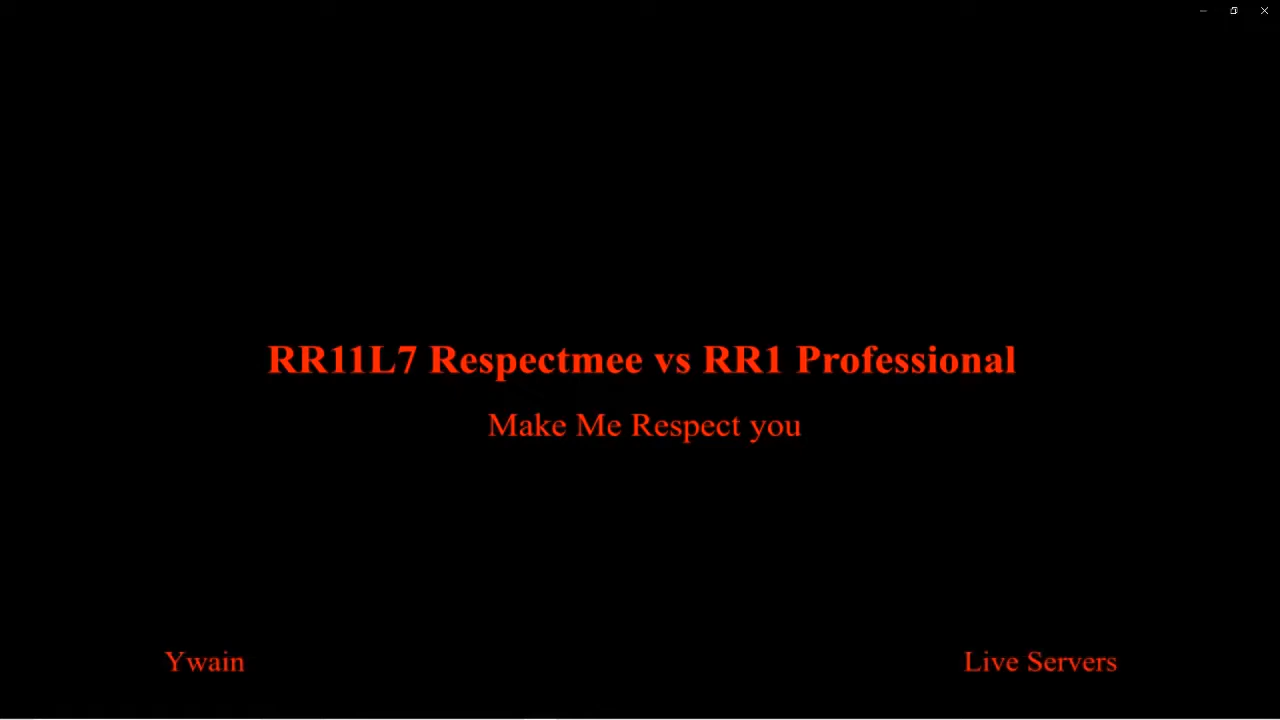 RR11L7 Respectmee vs RR1 Professional
Make Me Respect you
Ywain
Live Servers